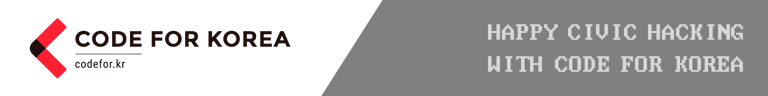 CODE FOR KOREA
codefor.kr
HAPPY CIVIC HACKING
WITH CODE FOR KOREA